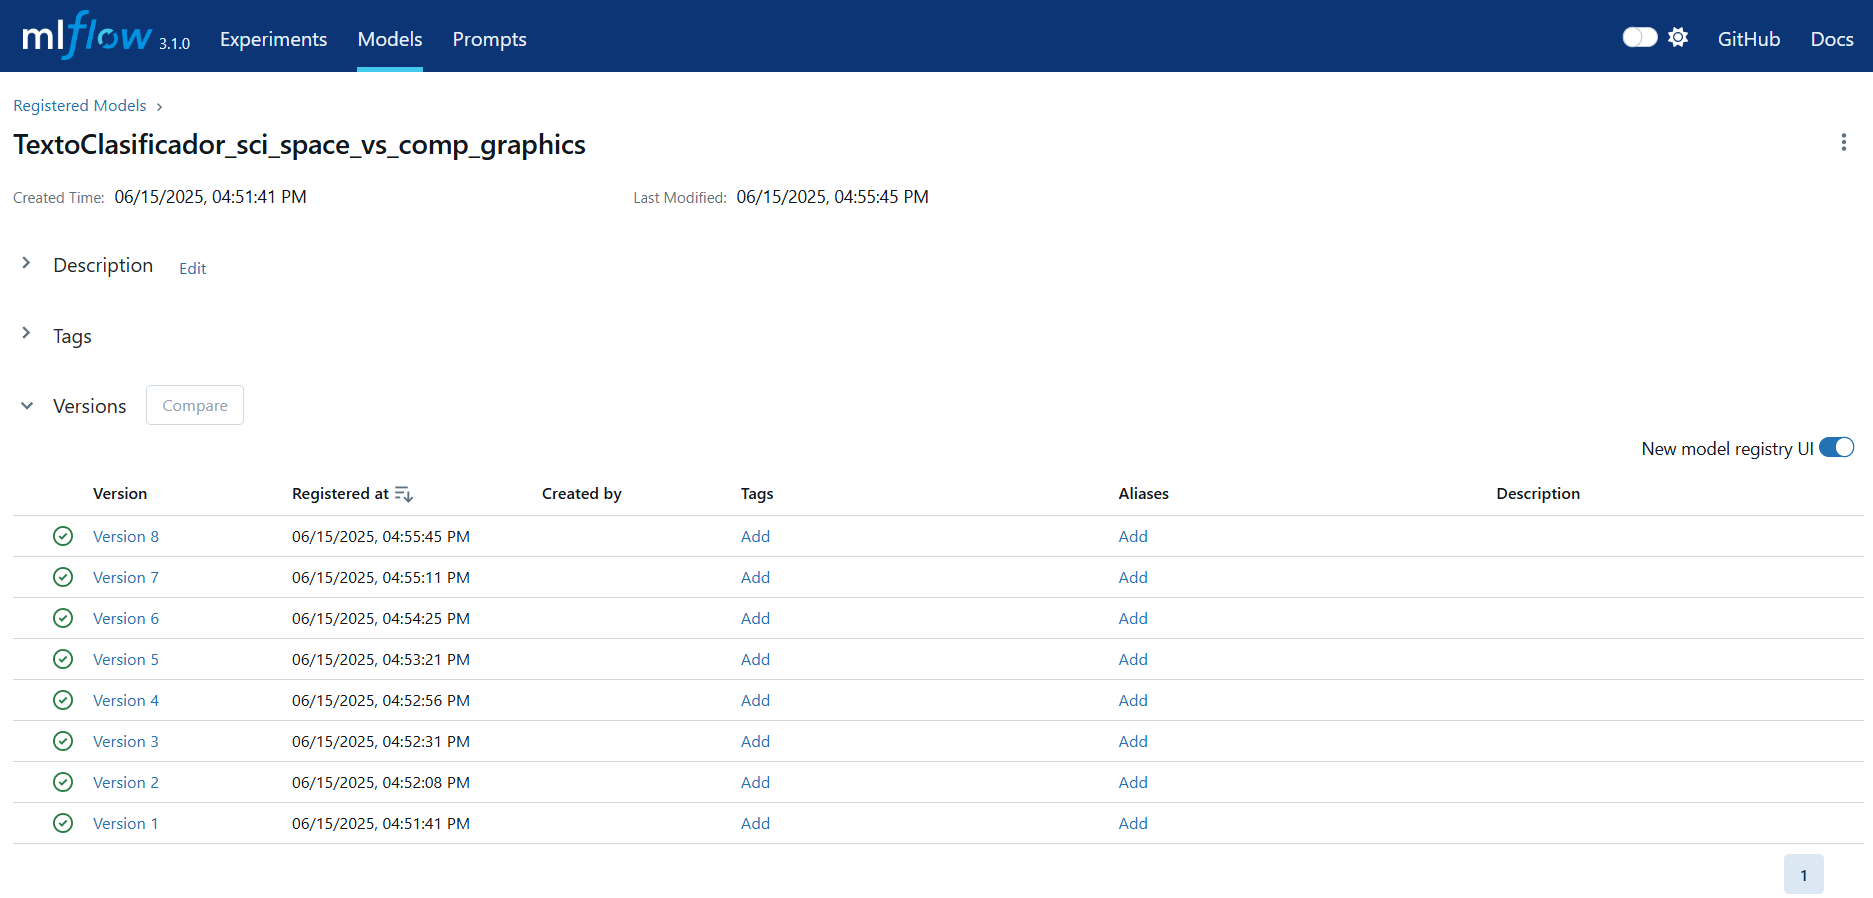 mlflow 3.1.0 Experiments Models Prompts GitHub Docs
Registered Models
TextoClasificador_sci_space_vs_comp_graphics
Created Time: 06/15/2025, 04:51:41 PM Last Modified: 06/15/2025, 04:55:45 PM
Description Edit
Tags
Versions Compare
New model registry UI
Version Registered at Created by Tags Aliases Description
Version 8 06/15/2025, 04:55:45 PM Add Add
Version 7 06/15/2025, 04:55:11 PM Add Add
Version 6 06/15/2025, 04:54:25 PM Add Add
Version 5 06/15/2025, 04:53:21 PM Add Add
Version 4 06/15/2025, 04:52:56 PM Add Add
Version 3 06/15/2025, 04:52:31 PM Add Add
Version 2 06/15/2025, 04:52:08 PM Add Add
Version 1 06/15/2025, 04:51:41 PM Add Add
1